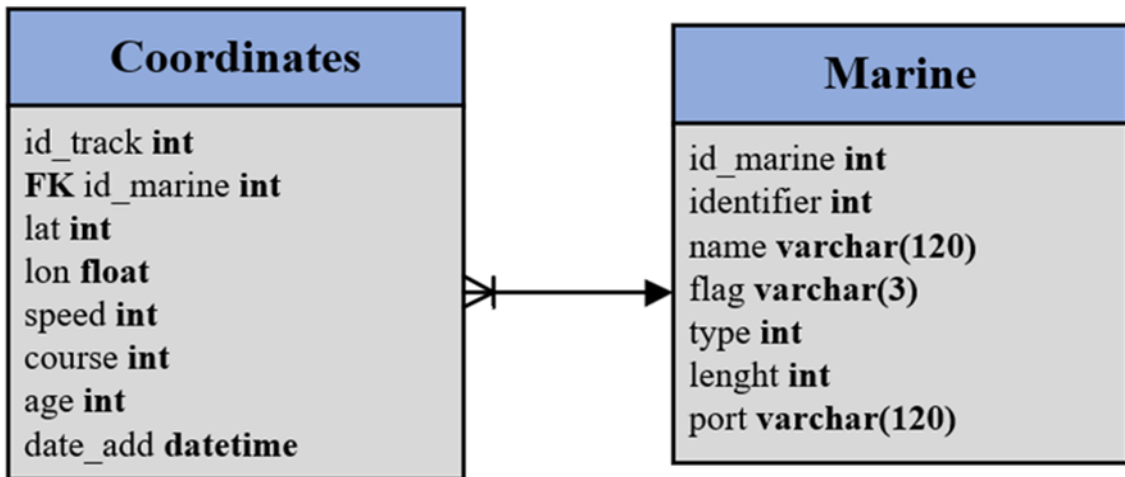 Coordinates
id_track int
FK id_marine int
lat int
lon float
speed int
course int
age int
date_add datetime
Marine
id_marine int
identifier int
name varchar(120)
flag varchar(3)
type int
lenght int
port varchar(120)